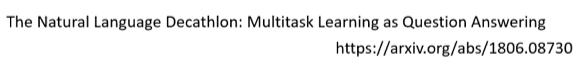 The Natural Language Decathlon: Multitask Learning as Question Answering
https://arxiv.org/abs/1806.08730